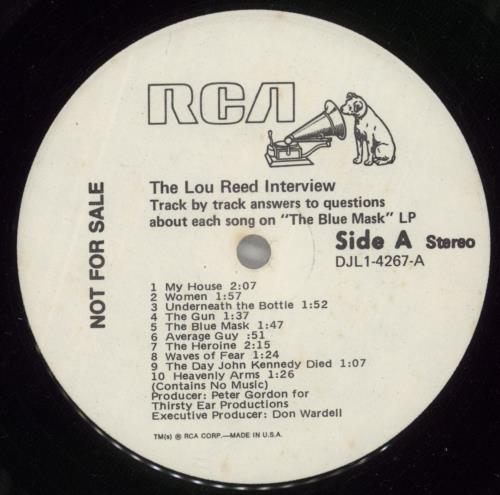 RCA
NOT FOR SALE
The Lou Reed Interview
Track by track answers to questions
about each song on "The Blue Mask" LP
Side A Stereo
DJL1-4267-A
1 My House 2:07
2 Women 1:57
3 Underneath the Bottle 1:52
4 The Gun 1:37
5 The Blue Mask 1:47
6 Average Guy :51
7 The Heroine 2:15
8 Waves of Fear 1:24
9 The Day John Kennedy Died 1:07
10 Heavenly Arms 1:26
(Contains No Music)
Producer: Peter Gordon for
Thirsty Ear Productions
Executive Producer: Don Wardell
TM(s) ® RCA CORP.—MADE IN U.S.A.